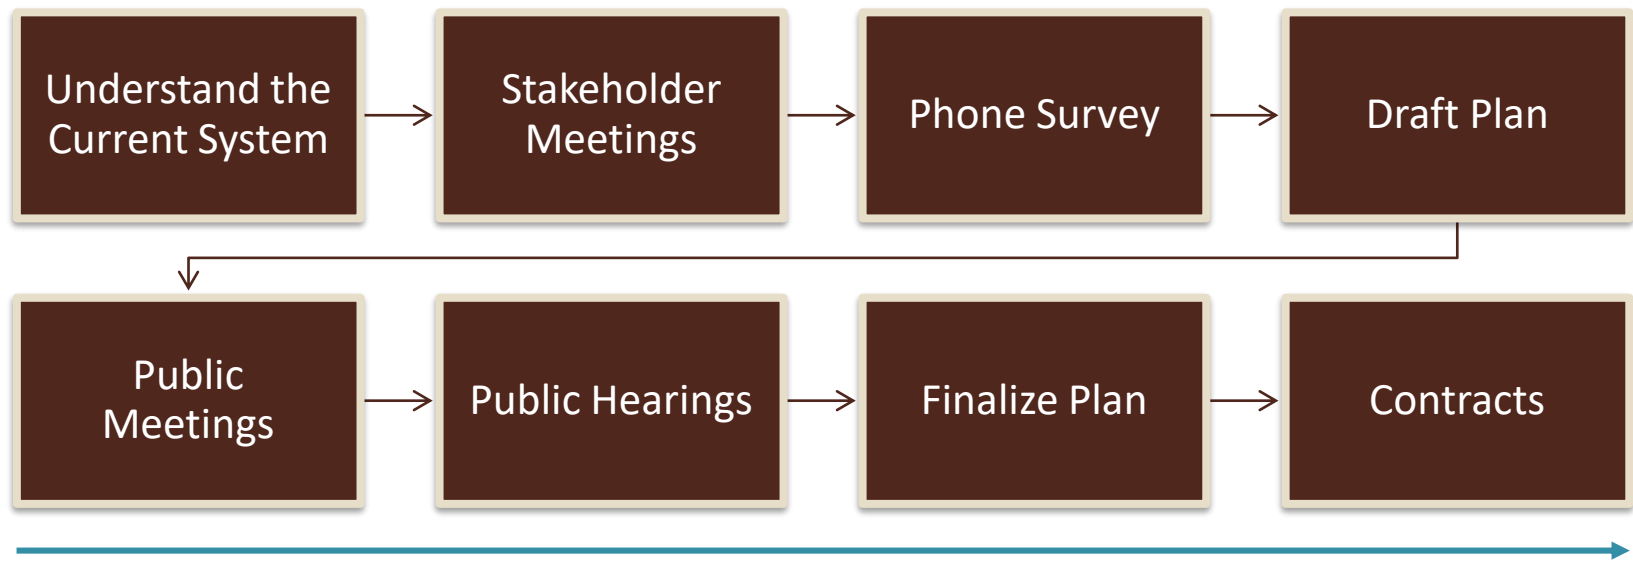 Understand the
Current System
Stakeholder
Meetings
Phone Survey
Draft Plan
Public
Meetings
Public Hearings
Finalize Plan
Contracts